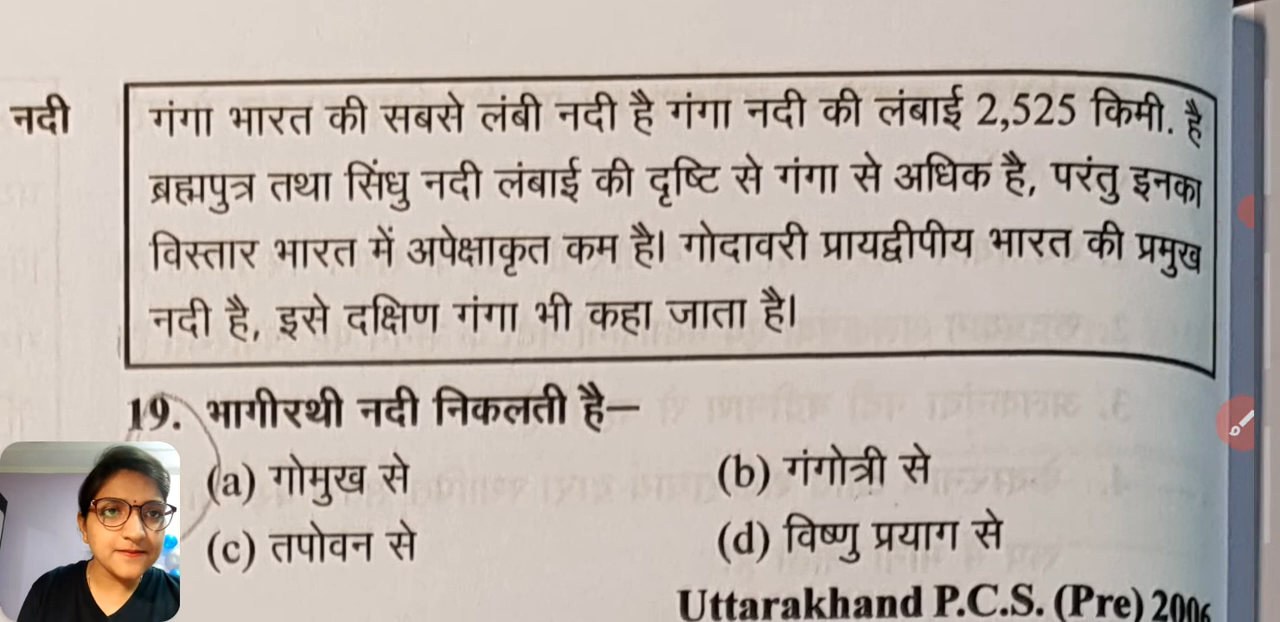 नदी
गंगा भारत की सबसे लंबी नदी है गंगा नदी की लंबाई 2,525 किमी. है
ब्रह्मपुत्र तथा सिंधु नदी लंबाई की दृष्टि से गंगा से अधिक है, परंतु इनका
विस्तार भारत में अपेक्षाकृत कम है। गोदावरी प्रायद्वीपीय भारत की प्रमुख
नदी है, इसे दक्षिण गंगा भी कहा जाता है।
19. भागीरथी नदी निकलती है—
(a) गोमुख से (b) गंगोत्री से
(c) तपोवन से (d) विष्णु प्रयाग से
Uttarakhand P.C.S. (Pre) 2006